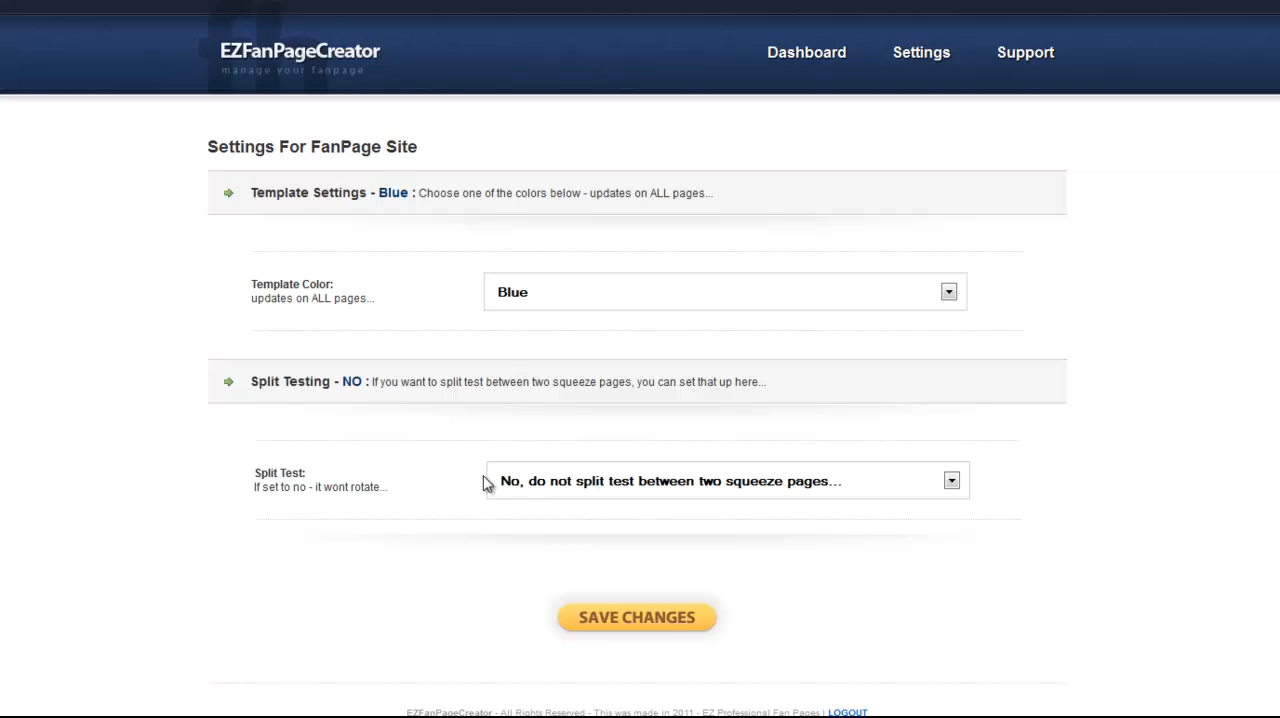 EZFanPageCreator
manage your fanpage
Dashboard Settings Support
Settings For FanPage Site
Template Settings - Blue : Choose one of the colors below - updates on ALL pages...
Template Color:
updates on ALL pages...
Blue
Split Testing - NO : If you want to split test between two squeeze pages, you can set that up here...
Split Test:
If set to no - it wont rotate...
No, do not split test between two squeeze pages...
SAVE CHANGES
EZFanPageCreator - All Rights Reserved - This was made in 2011 - EZ Professional Fan Pages | LOGOUT